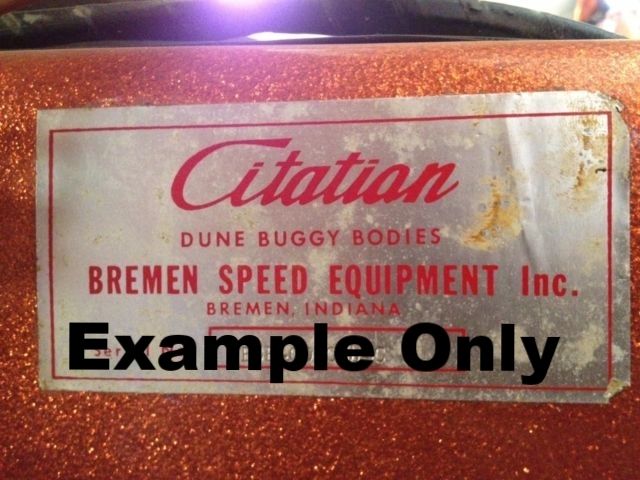 Citation
DUNE BUGGY BODIES
BREMEN SPEED EQUIPMENT Inc.
BREMEN, INDIANA
Example Only